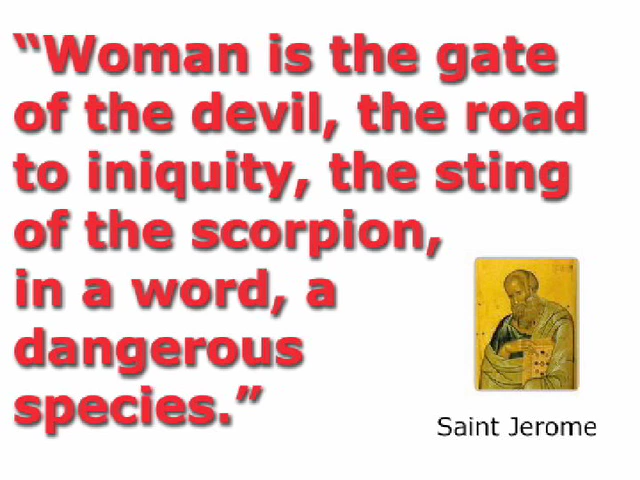 “Woman is the gate
of the devil, the road
to iniquity, the sting
of the scorpion,
in a word, a
dangerous
species.”
Saint Jerome